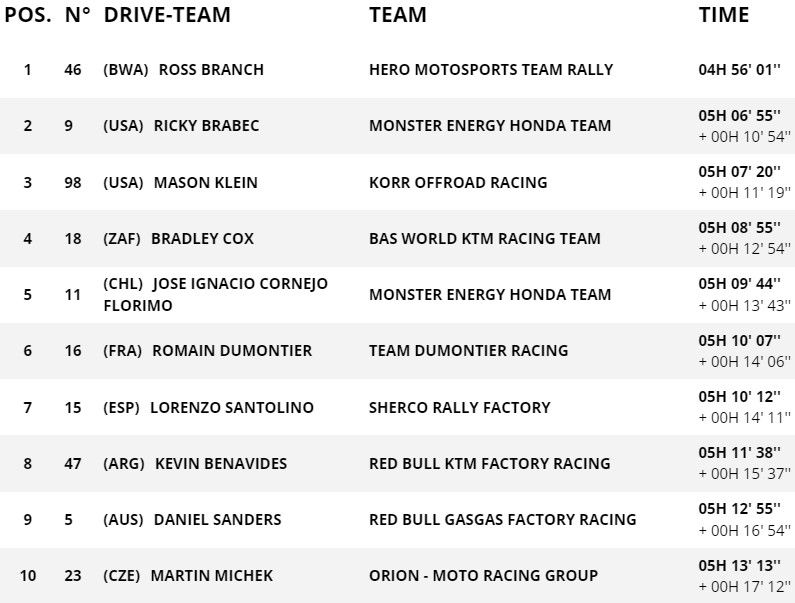 POS. N° DRIVE-TEAM TEAM TIME
1 46 (BWA) ROSS BRANCH HERO MOTOSPORTS TEAM RALLY 04H 56' 01''
2 9 (USA) RICKY BRABEC MONSTER ENERGY HONDA TEAM 05H 06' 55''
+ 00H 10' 54''
3 98 (USA) MASON KLEIN KORR OFFROAD RACING 05H 07' 20''
+ 00H 11' 19''
4 18 (ZAF) BRADLEY COX BAS WORLD KTM RACING TEAM 05H 08' 55''
+ 00H 12' 54''
5 11 (CHL) JOSE IGNACIO CORNEJO
FLORIMO MONSTER ENERGY HONDA TEAM 05H 09' 44''
+ 00H 13' 43''
6 16 (FRA) ROMAIN DUMONTIER TEAM DUMONTIER RACING 05H 10' 07''
+ 00H 14' 06''
7 15 (ESP) LORENZO SANTOLINO SHERCO RALLY FACTORY 05H 10' 12''
+ 00H 14' 11''
8 47 (ARG) KEVIN BENAVIDES RED BULL KTM FACTORY RACING 05H 11' 38''
+ 00H 15' 37''
9 5 (AUS) DANIEL SANDERS RED BULL GASGAS FACTORY RACING 05H 12' 55''
+ 00H 16' 54''
10 23 (CZE) MARTIN MICHEK ORION - MOTO RACING GROUP 05H 13' 13''
+ 00H 17' 12''